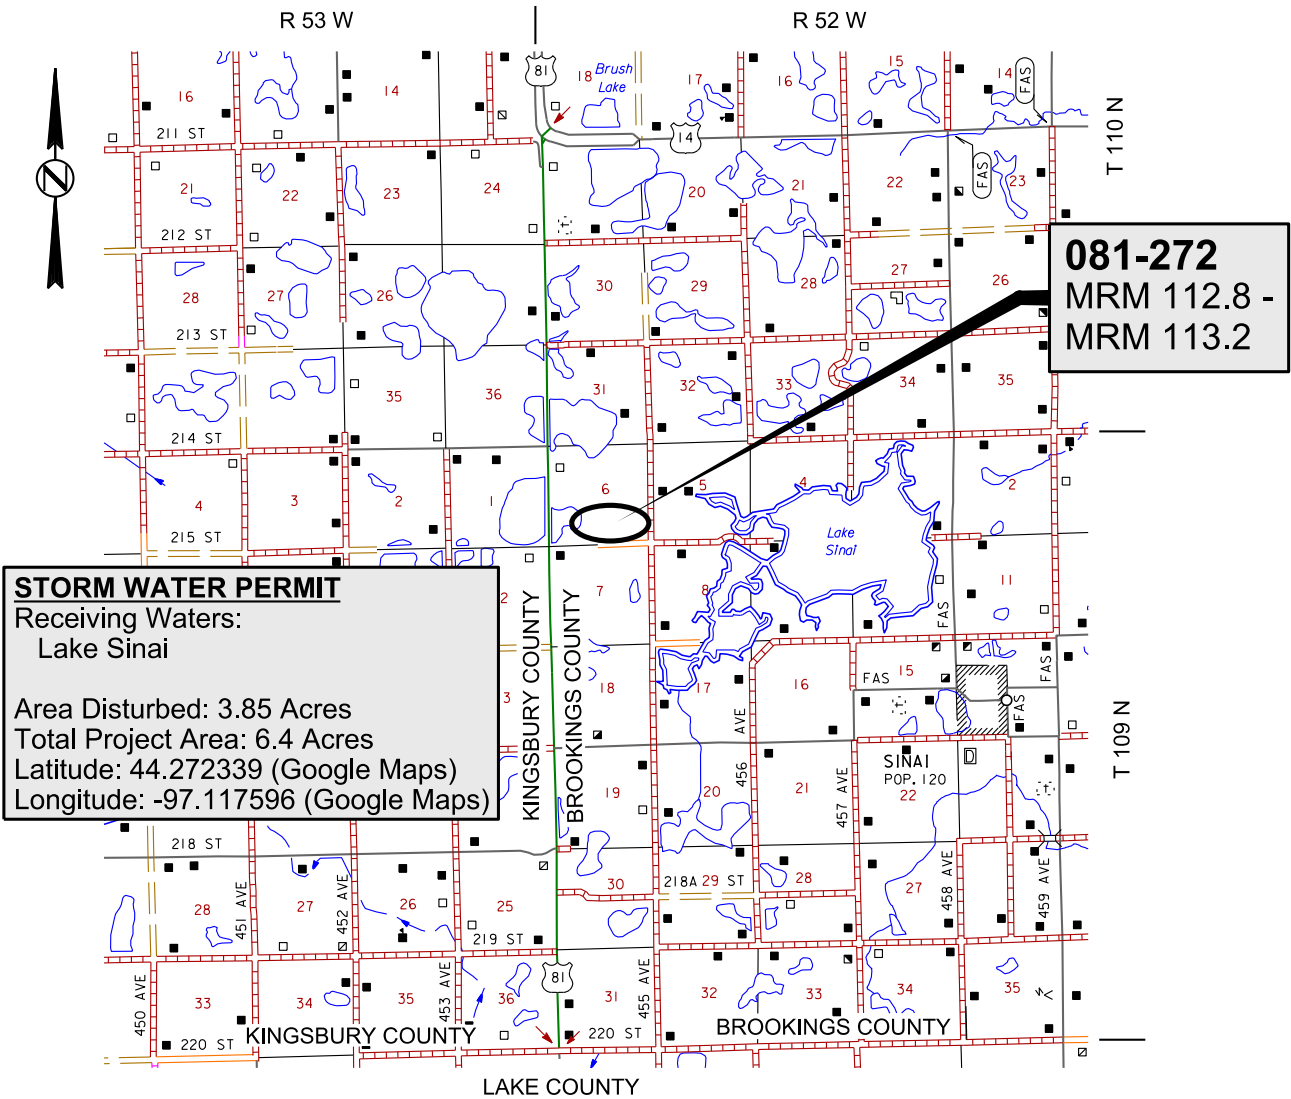 R 53 W
R 52 W
81
18
Brush
Lake
17
16
15
14
FAS
16
14
211 ST
14
T 110 N
FAS
21
22
23
24
20
21
22
23
212 ST
081-272
MRM 112.8 -
MRM 113.2
28
27
26
30
29
28
27
26
213 ST
35
36
31
32
33
34
35
214 ST
4
3
2
1
6
5
4
2
Lake
Sinai
215 ST
STORM WATER PERMIT
Receiving Waters:
Lake Sinai
Area Disturbed: 3.85 Acres
Total Project Area: 6.4 Acres
Latitude: 44.272339 (Google Maps)
Longitude: -97.117596 (Google Maps)
2
7
8
11
FAS
KINGSBURY COUNTY
BROOKINGS COUNTY
3
18
17
16
15
FAS
FAS
FAS
T 109 N
AVE
456
SINAI
POP. 120
22
457 AVE
19
20
21
218 ST
30
218A
29
ST
28
27
458 AVE
459 AVE
28
451 AVE
27
452 AVE
26
25
219 ST
81
450 AVE
33
34
35
453 AVE
36
31
455 AVE
32
33
34
35
220 ST
KINGSBURY COUNTY
220 ST
BROOKINGS COUNTY
LAKE COUNTY